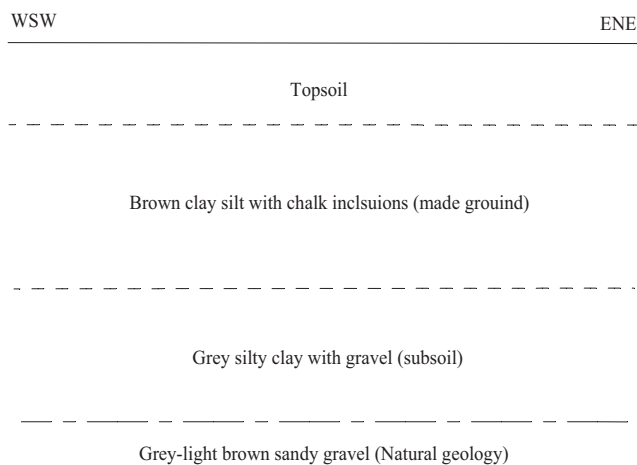 WSW
ENE
Topsoil
Brown clay silt with chalk inclsuions (made grouind)
Grey silty clay with gravel (subsoil)
Grey-light brown sandy gravel (Natural geology)